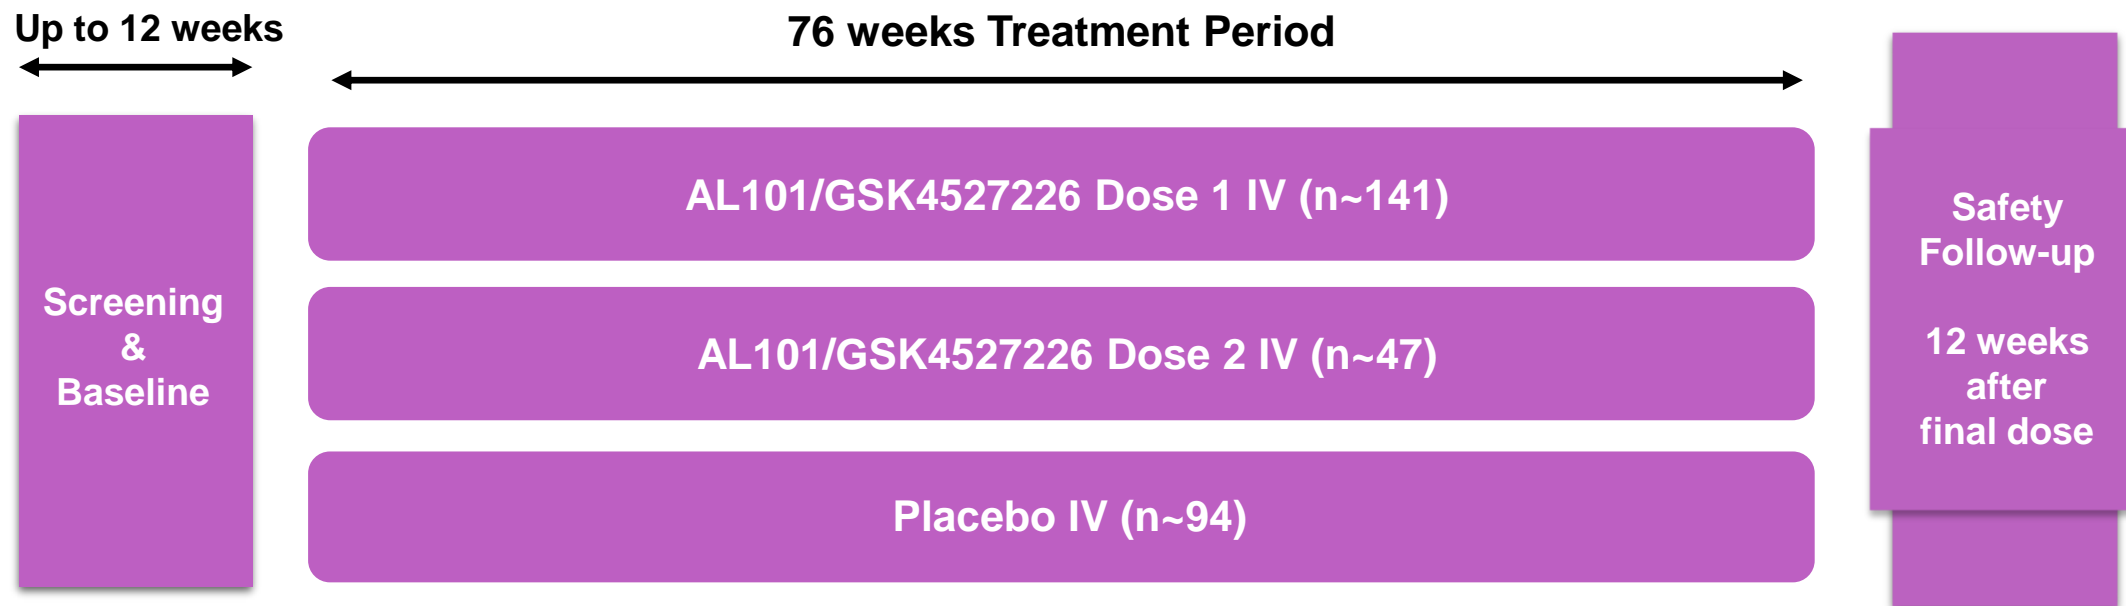 Up to 12 weeks
76 weeks Treatment Period
Screening
&
Baseline
AL101/GSK4527226 Dose 1 IV (n~141)
AL101/GSK4527226 Dose 2 IV (n~47)
Placebo IV (n~94)
Safety
Follow-up
12 weeks
after
final dose